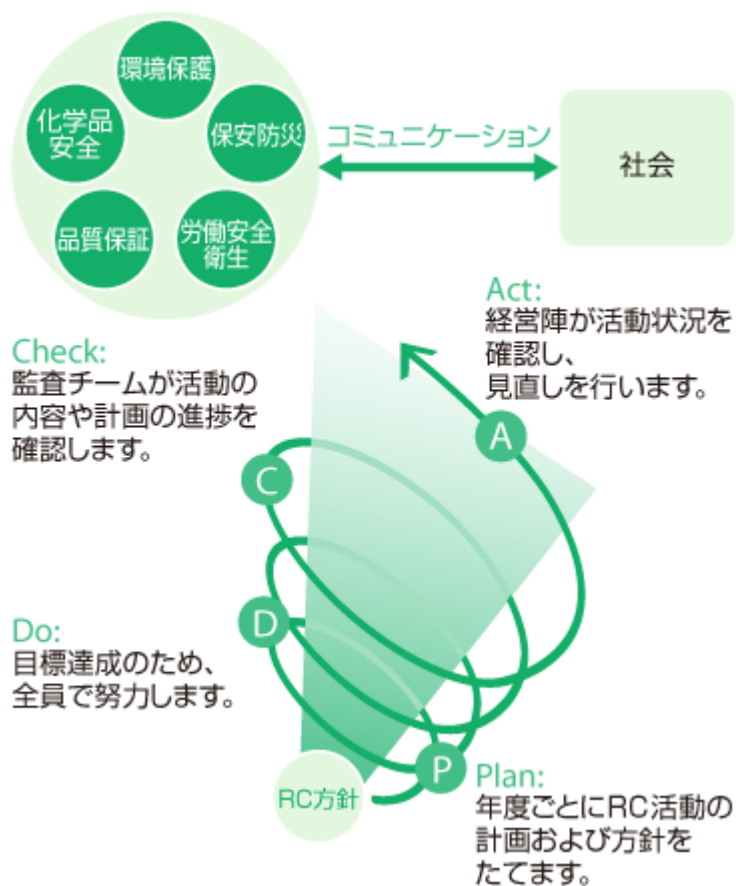 環境保護
化学品
安全
保安防災
品質保証
労働安全
衛生
コミュニケーション
社会
Act:
経営陣が活動状況を
確認し、
見直しを行います。
Check:
監査チームが活動の
内容や計画の進捗を
確認します。
A
C
Do:
目標達成のため、
全員で努力します。
D
P
RC方針
Plan:
年度ごとにRC活動の
計画および方針を
たてます。